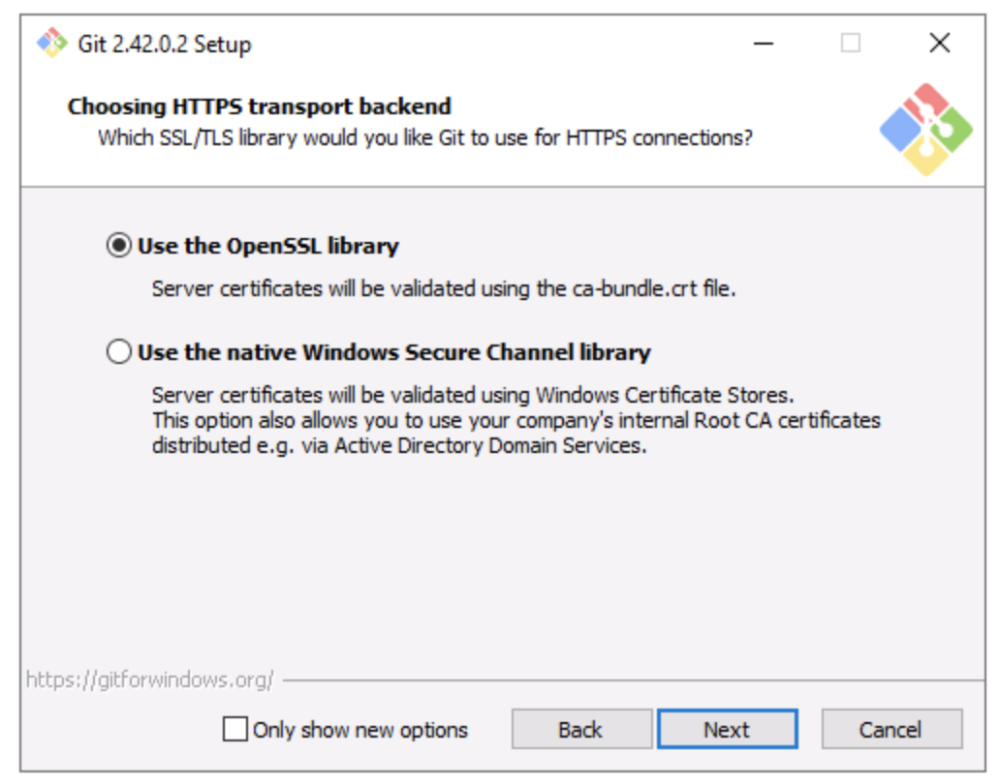 Git 2.42.0.2 Setup
Choosing HTTPS transport backend
Which SSL/TLS library would you like Git to use for HTTPS connections?
Use the OpenSSL library
Server certificates will be validated using the ca-bundle.crt file.
Use the native Windows Secure Channel library
Server certificates will be validated using Windows Certificate Stores.
This option also allows you to use your company's internal Root CA certificates
distributed e.g. via Active Directory Domain Services.
https://gitforwindows.org/
Only show new options Back Next Cancel